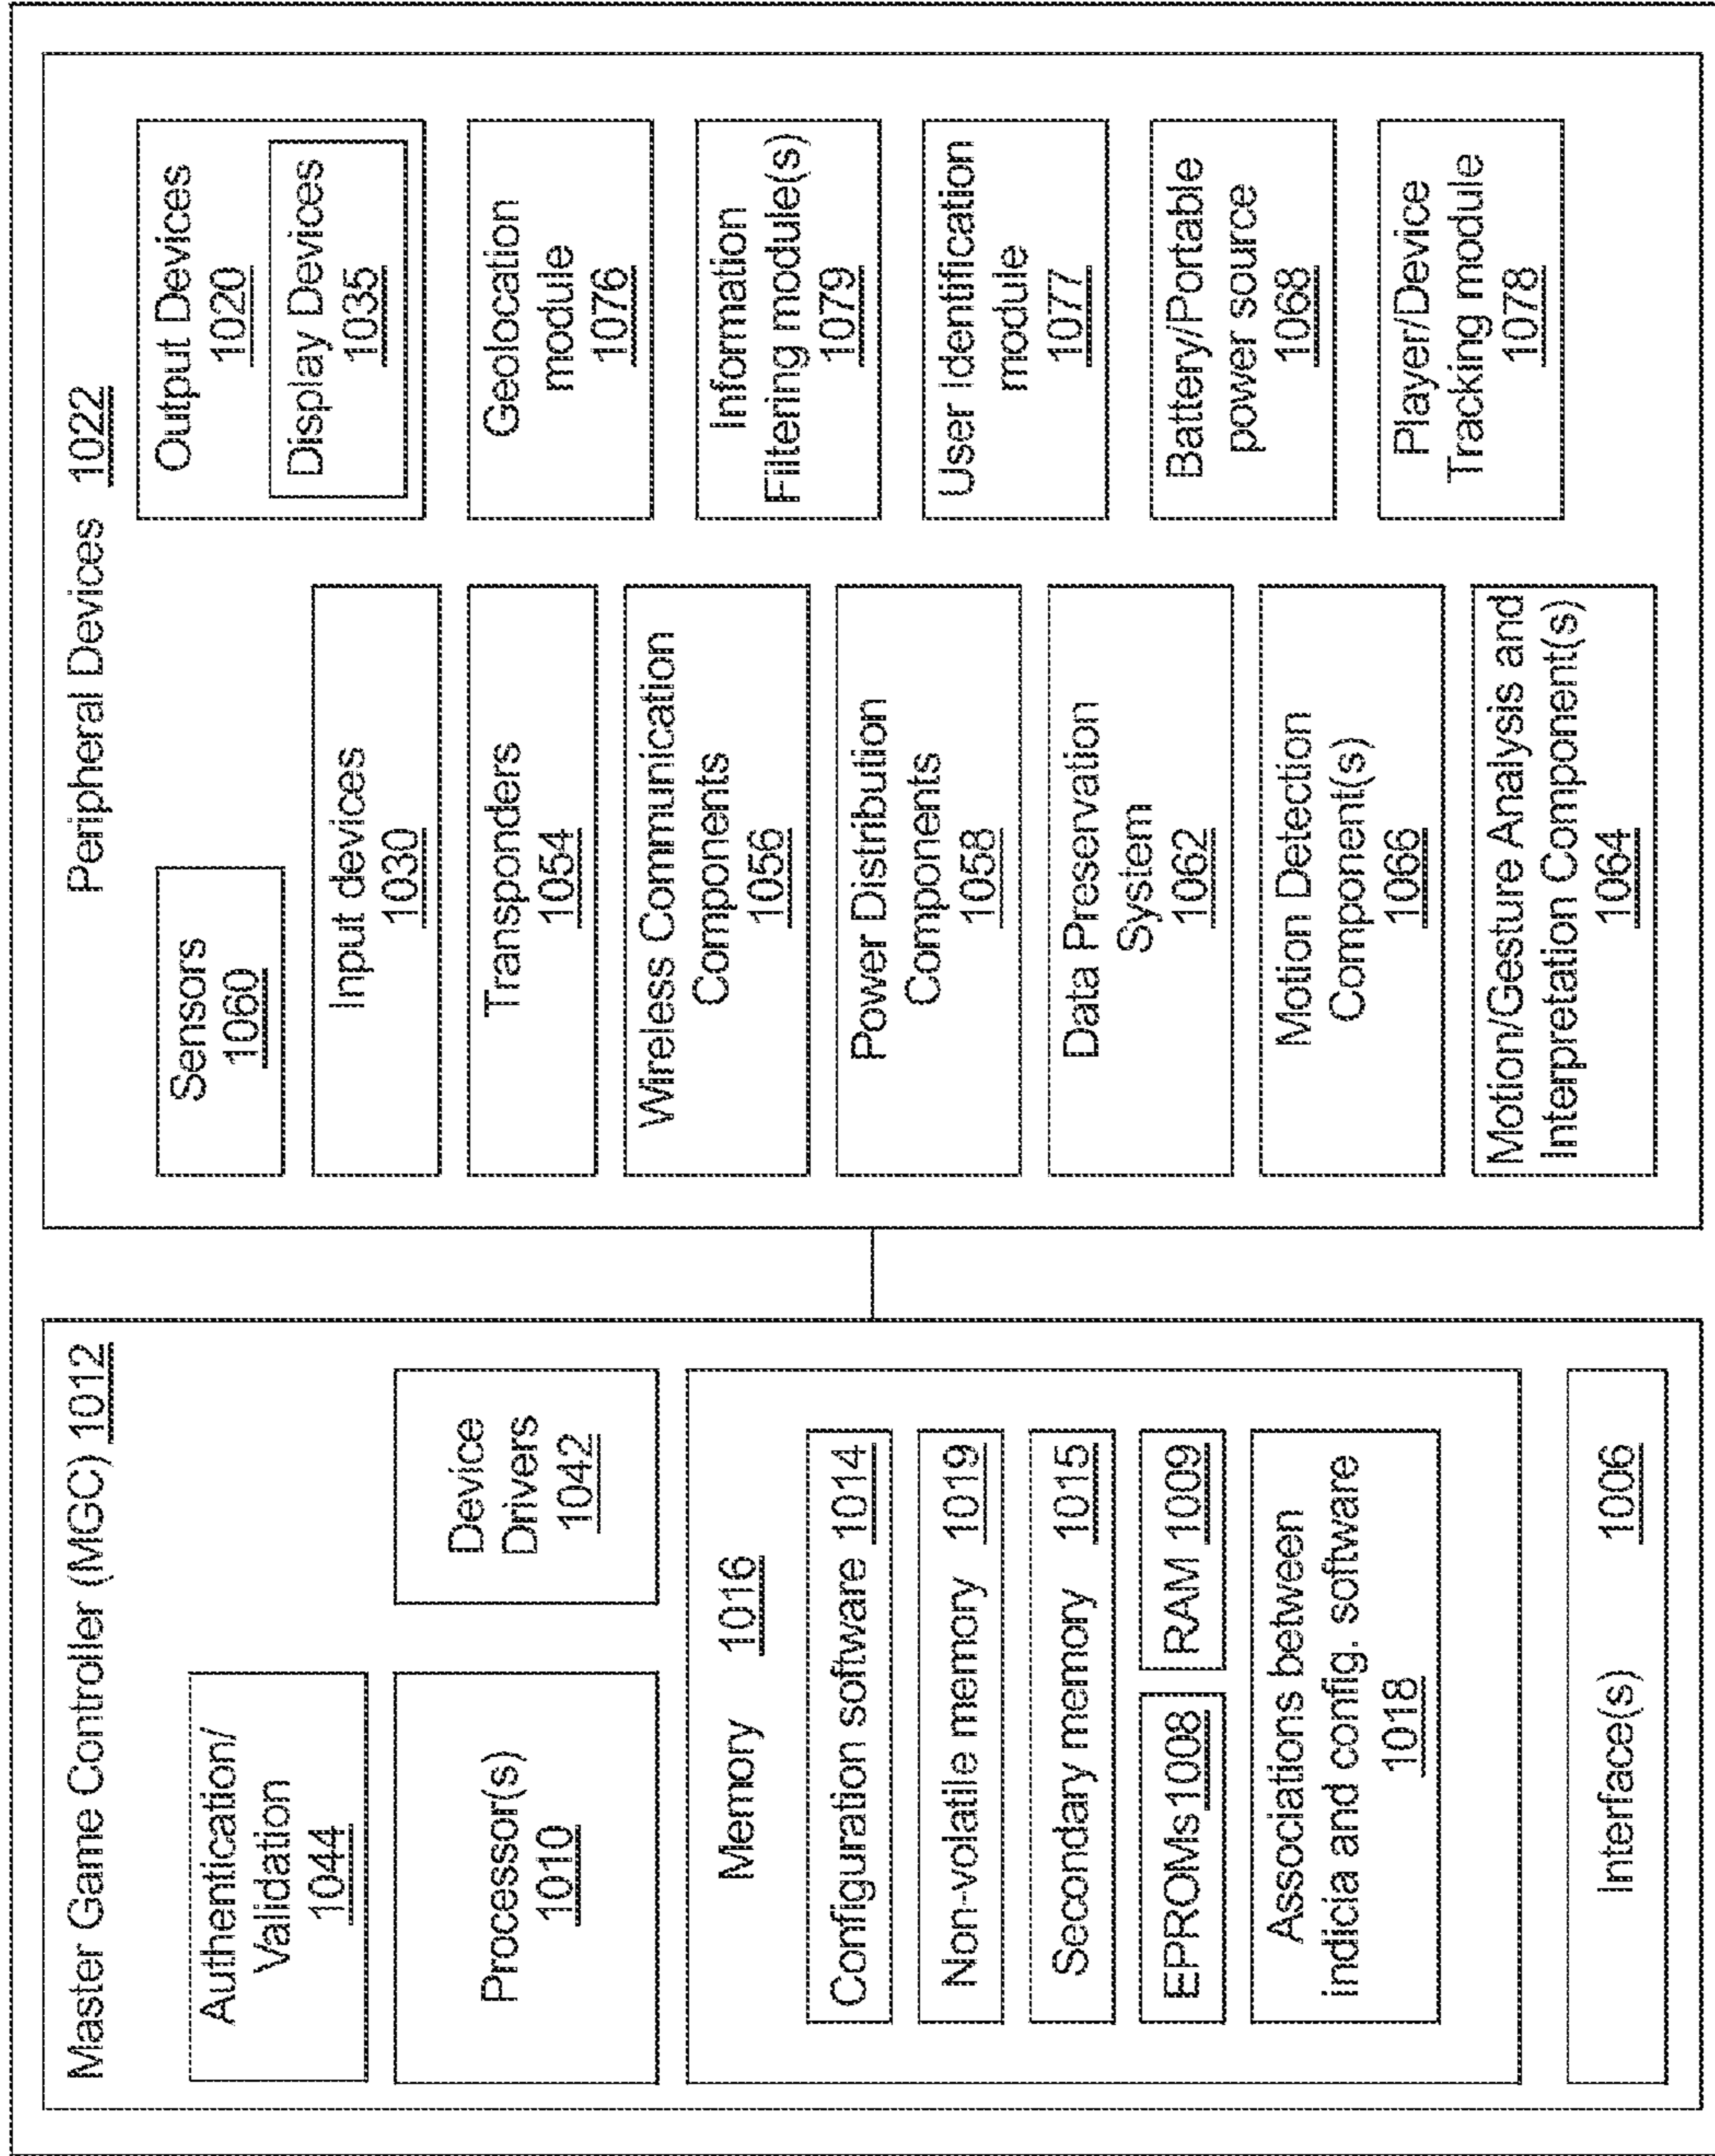 Master Game Controller (MGC) 1012
Authentication/
Validation
1044
Processor(s)
1010
Device
Drivers
1042
Memory 1016
Configuration software 1014
Non-volatile memory 1019
Secondary memory 1015
EPROMs1008
RAM 1009
Associations between
indicia and config. software
1018
Interface(s) 1006
Peripheral Devices 1022
Sensors
1060
Input devices
1030
Transponders
1054
Wireless Communication
Components
1056
Power Distribution
Components
1058
Data Preservation
System
1062
Motion Detection
Component(s)
1066
Motion/Gesture Analysis and
Interpretation Component(s)
1064
Output Devices
1020
Display Devices
1035
Geolocation
module
1076
Information
Filtering module(s)
1079
User Identification
module
1077
Battery/Portable
power source
1068
Player/Device
Tracking module
1078